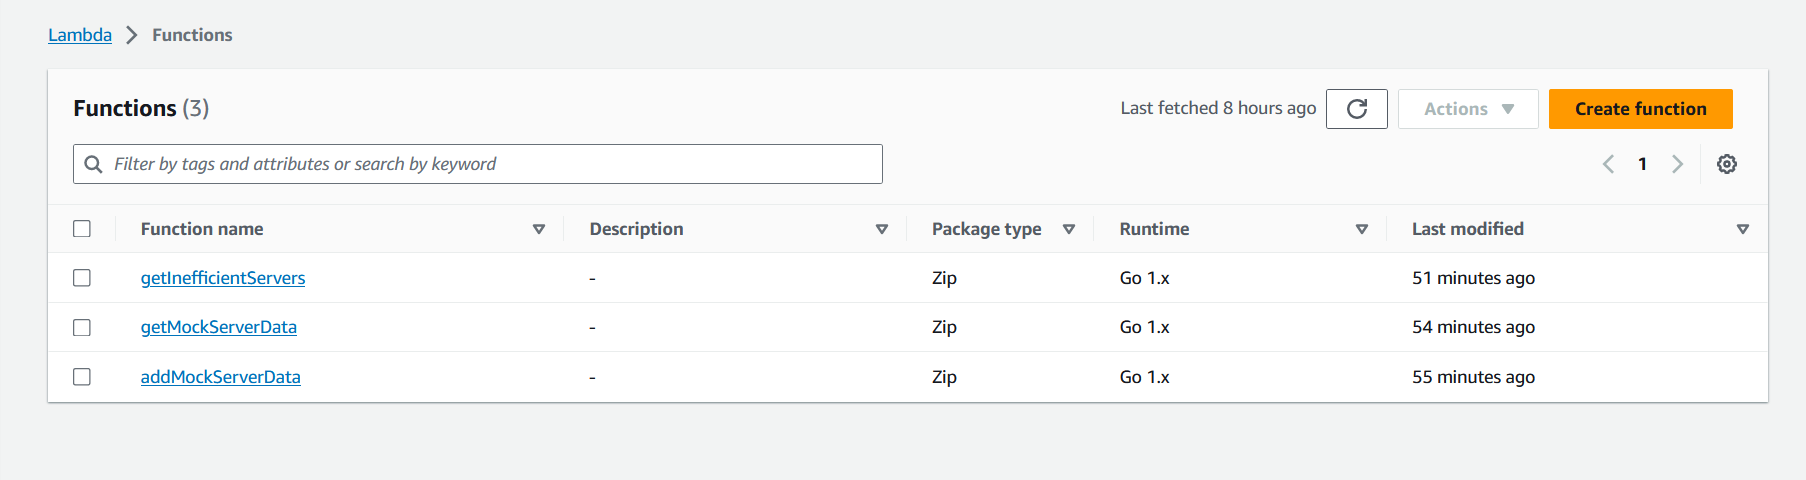 Lambda > Functions
Functions (3) Last fetched 8 hours ago Actions Create function
Filter by tags and attributes or search by keyword 1
Function name Description Package type Runtime Last modified
getInefficientServers - Zip Go 1.x 51 minutes ago
getMockServerData - Zip Go 1.x 54 minutes ago
addMockServerData - Zip Go 1.x 55 minutes ago